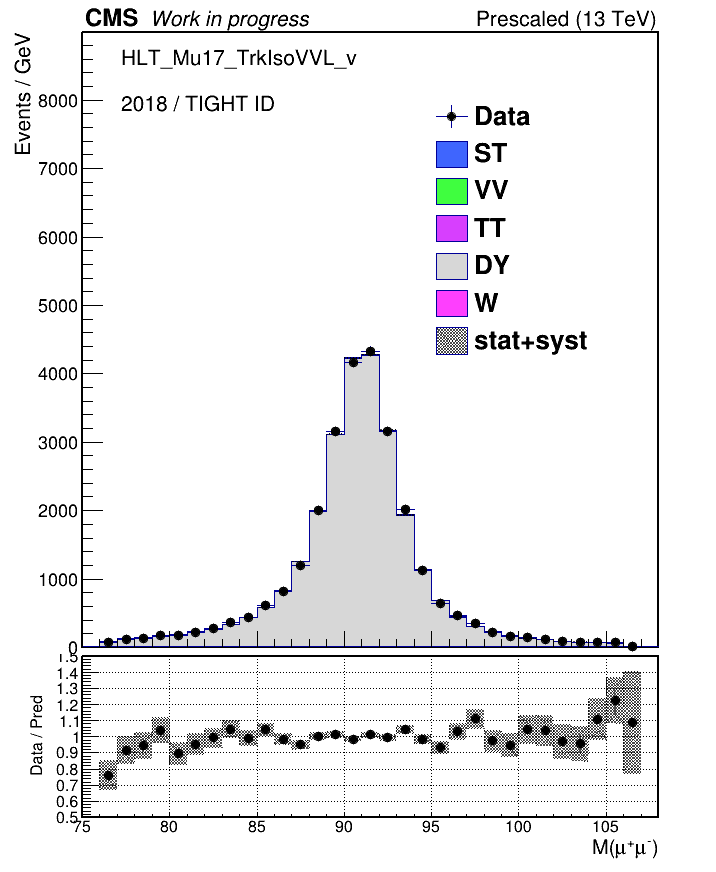 CMS Work in progress Prescaled (13 TeV)
Events / GeV
HLT_Mu17_TrkIsoVVL_v
2018 / TIGHT ID
8000
7000
6000
5000
4000
3000
2000
1000
0
Data
ST
VV
TT
DY
W
stat+syst
Data / Pred
1.5
1.4
1.3
1.2
1.1
1
0.9
0.8
0.7
0.6
0.5
75 80 85 90 95 100 105
M(μ⁺μ⁻)